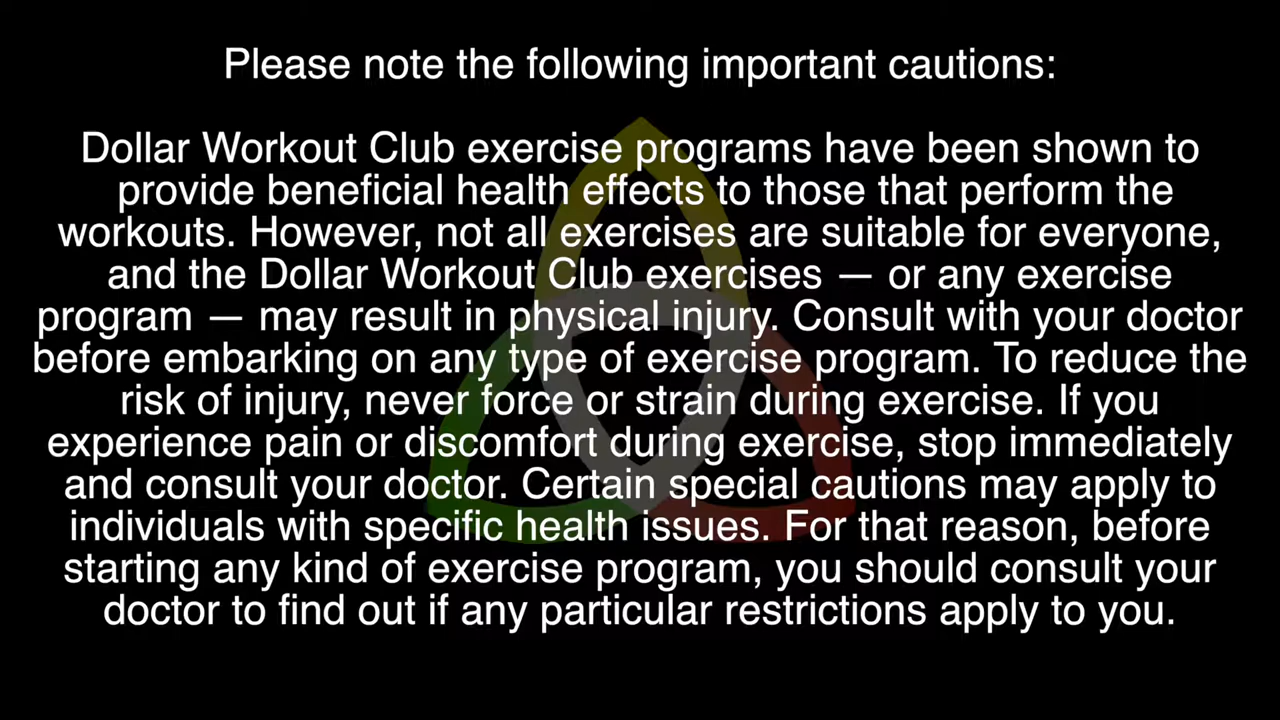 Please note the following important cautions:
Dollar Workout Club exercise programs have been shown to
provide beneficial health effects to those that perform the
workouts. However, not all exercises are suitable for everyone,
and the Dollar Workout Club exercises — or any exercise
program — may result in physical injury. Consult with your doctor
before embarking on any type of exercise program. To reduce the
risk of injury, never force or strain during exercise. If you
experience pain or discomfort during exercise, stop immediately
and consult your doctor. Certain special cautions may apply to
individuals with specific health issues. For that reason, before
starting any kind of exercise program, you should consult your
doctor to find out if any particular restrictions apply to you.